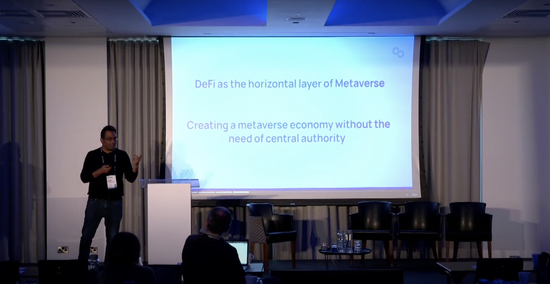 DeFi as the horizontal layer of Metaverse
Creating a metaverse economy without the
need of central authority